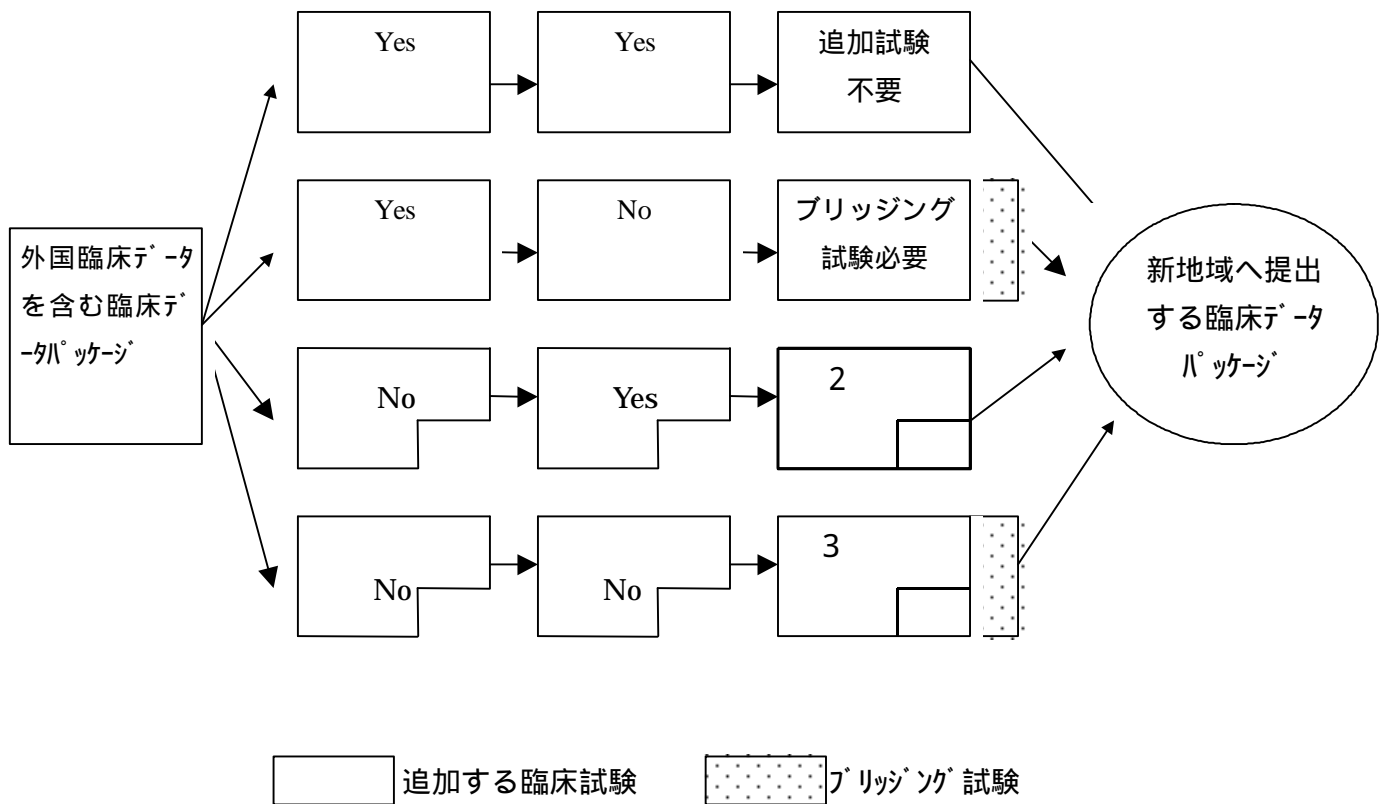 Yes
Yes
追加試験
不要
Yes
No
ブリッジング
試験必要
外国臨床ﾃﾞｰﾀ
を含む臨床ﾃﾞ
ｰﾀﾊﾟｯｹｰｼﾞ
新地域へ提出
する臨床ﾃﾞｰﾀ
ﾊﾟｯｹｰｼﾞ
No
Yes
2
No
No
3
追加する臨床試験
ﾌﾞﾘｯｼﾞﾝｸﾞ試験